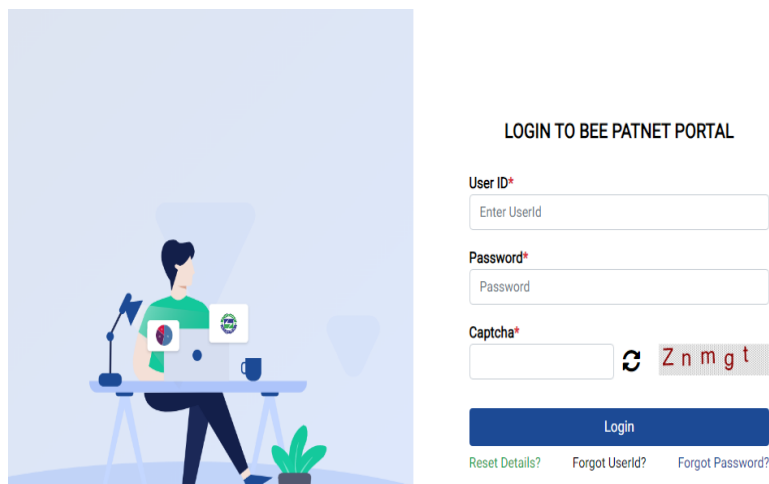 LOGIN TO BEE PATNET PORTAL
User ID*
Enter UserId
Password*
Password
Captcha*
Z n m g t
Login
Reset Details? Forgot UserId? Forgot Password?